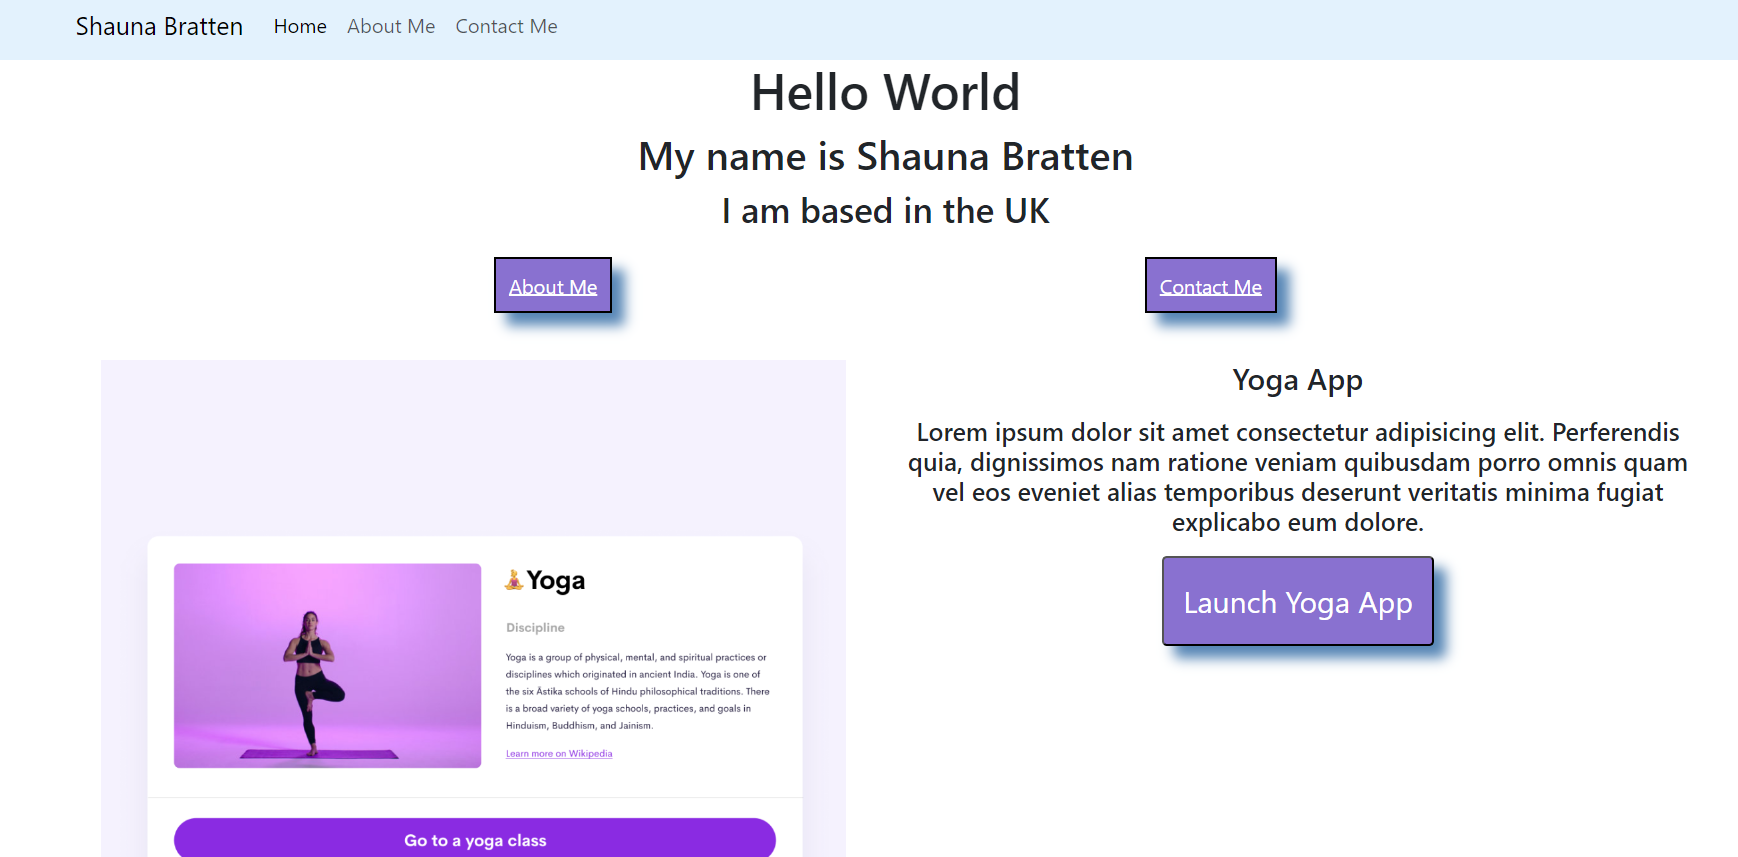 Shauna Bratten Home About Me Contact Me
Hello World
My name is Shauna Bratten
I am based in the UK
About Me
Contact Me
Yoga
Discipline
Yoga is a group of physical, mental, and spiritual practices or
disciplines which originated in ancient India. Yoga is one of
the six Āstika schools of Hindu philosophical traditions. There
is a broad variety of yoga schools, practices, and goals in
Hinduism, Buddhism, and Jainism.
Learn more on Wikipedia
Go to a yoga class
Yoga App
Lorem ipsum dolor sit amet consectetur adipisicing elit. Perferendis
quia, dignissimos nam ratione veniam quibusdam porro omnis quam
vel eos eveniet alias temporibus deserunt veritatis minima fugiat
explicabo eum dolore.
Launch Yoga App